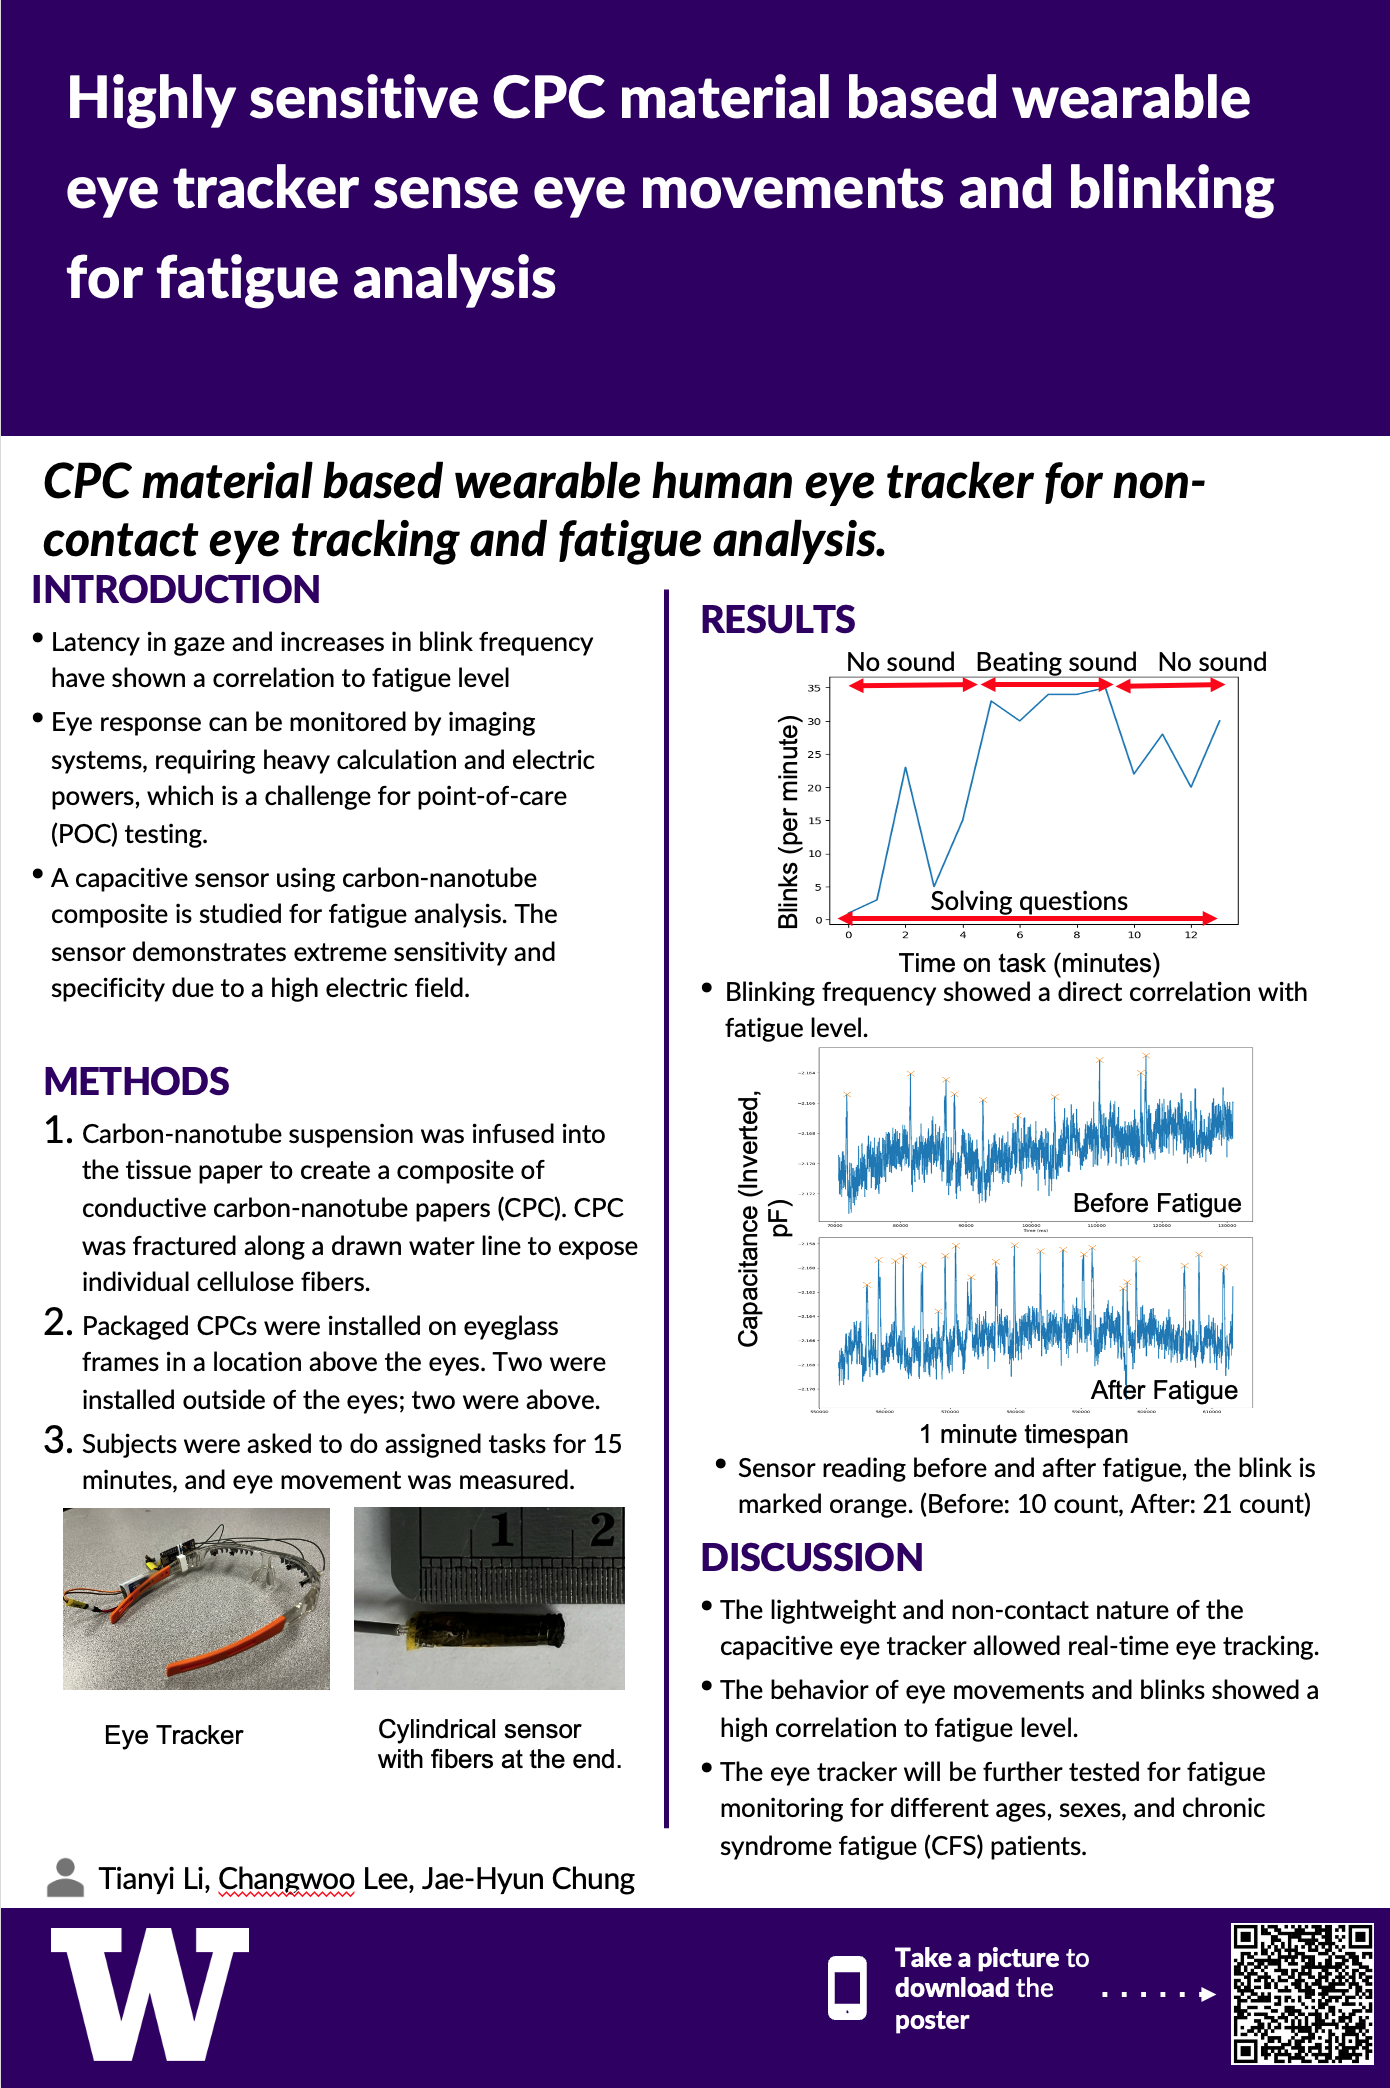 Highly sensitive CPC material based wearable
eye tracker sense eye movements and blinking
for fatigue analysis
CPC material based wearable human eye tracker for non-
contact eye tracking and fatigue analysis.
INTRODUCTION
• Latency in gaze and increases in blink frequency
have shown a correlation to fatigue level
• Eye response can be monitored by imaging
systems, requiring heavy calculation and electric
powers, which is a challenge for point-of-care
(POC) testing.
• A capacitive sensor using carbon-nanotube
composite is studied for fatigue analysis. The
sensor demonstrates extreme sensitivity and
specificity due to a high electric field.
METHODS
1. Carbon-nanotube suspension was infused into
the tissue paper to create a composite of
conductive carbon-nanotube papers (CPC). CPC
was fractured along a drawn water line to expose
individual cellulose fibers.
2. Packaged CPCs were installed on eyeglass
frames in a location above the eyes. Two were
installed outside of the eyes; two were above.
3. Subjects were asked to do assigned tasks for 15
minutes, and eye movement was measured.
1 2
Eye Tracker
Cylindrical sensor
with fibers at the end.
Tianyi Li, Changwoo Lee, Jae-Hyun Chung
RESULTS
No sound Beating sound No sound
Blinks (per minute)
35
30
25
20
15
10
5
0
Solving questions
0 2 4 6 8 10 12
Time on task (minutes)
• Blinking frequency showed a direct correlation with
fatigue level.
Capacitance (Inverted,
pF)
Before Fatigue
After Fatigue
1 minute timespan
• Sensor reading before and after fatigue, the blink is
marked orange. (Before: 10 count, After: 21 count)
DISCUSSION
• The lightweight and non-contact nature of the
capacitive eye tracker allowed real-time eye tracking.
• The behavior of eye movements and blinks showed a
high correlation to fatigue level.
• The eye tracker will be further tested for fatigue
monitoring for different ages, sexes, and chronic
syndrome fatigue (CFS) patients.
W
Take a picture to
download the
poster